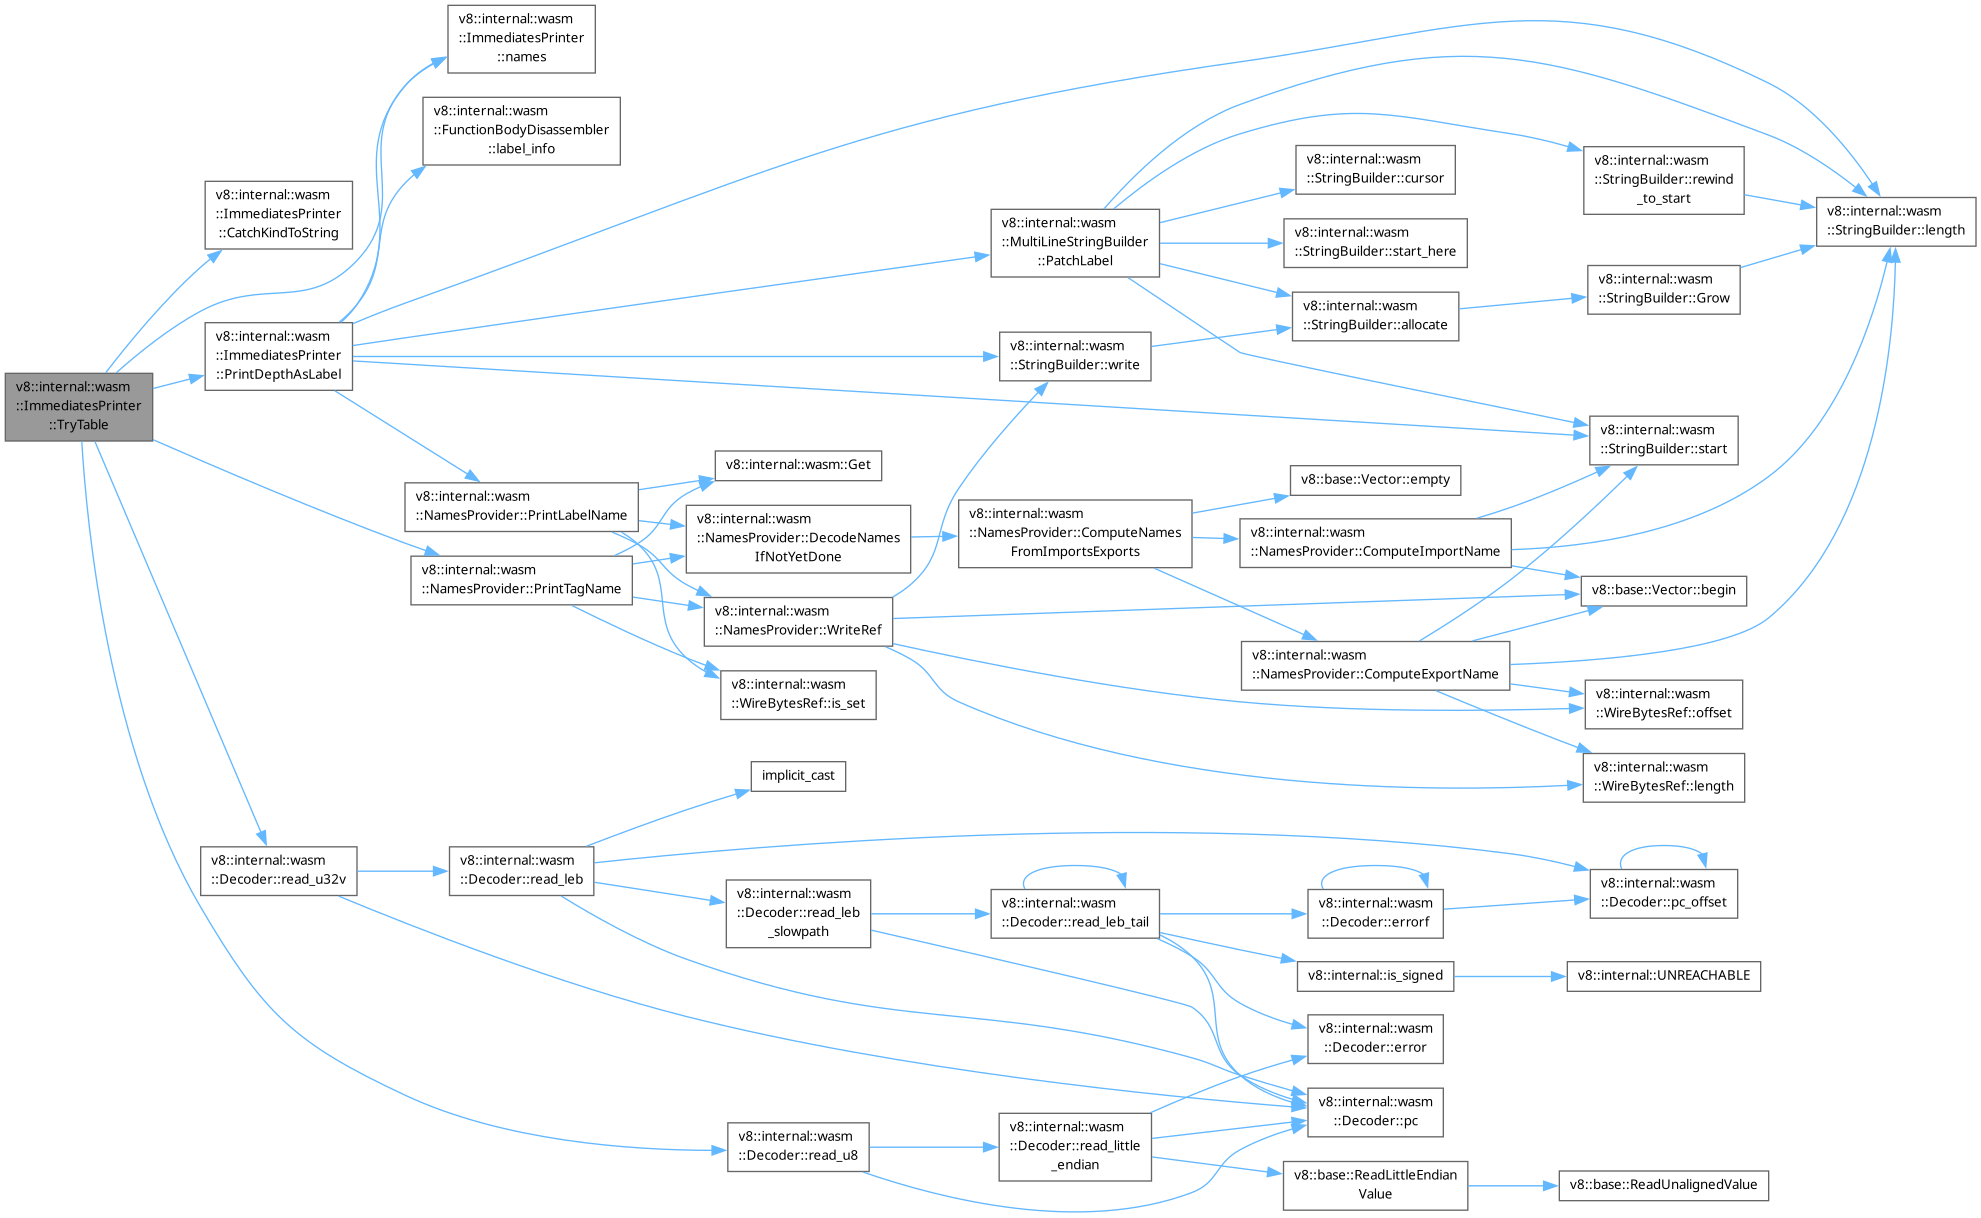 v8::internal::wasm
::ImmediatesPrinter
::TryTable
v8::internal::wasm
::ImmediatesPrinter
::CatchKindToString
v8::internal::wasm
::ImmediatesPrinter
::names
v8::internal::wasm
::FunctionBodyDisassembler
::label_info
v8::internal::wasm
::ImmediatesPrinter
::PrintDepthAsLabel
v8::internal::wasm
::MultiLineStringBuilder
::PatchLabel
v8::internal::wasm
::StringBuilder::cursor
v8::internal::wasm
::StringBuilder::start_here
v8::internal::wasm
::StringBuilder::allocate
v8::internal::wasm
::StringBuilder::rewind
_to_start
v8::internal::wasm
::StringBuilder::Grow
v8::internal::wasm
::StringBuilder::length
v8::internal::wasm
::StringBuilder::write
v8::internal::wasm
::StringBuilder::start
v8::internal::wasm
::NamesProvider::PrintLabelName
v8::internal::wasm
::NamesProvider::PrintTagName
v8::internal::wasm::Get
v8::internal::wasm
::NamesProvider::DecodeNames
IfNotYetDone
v8::internal::wasm
::NamesProvider::WriteRef
v8::internal::wasm
::WireBytesRef::is_set
v8::internal::wasm
::NamesProvider::ComputeNames
FromImportsExports
v8::base::Vector::empty
v8::internal::wasm
::NamesProvider::ComputeImportName
v8::base::Vector::begin
v8::internal::wasm
::NamesProvider::ComputeExportName
v8::internal::wasm
::WireBytesRef::offset
v8::internal::wasm
::WireBytesRef::length
v8::internal::wasm
::Decoder::read_u32v
v8::internal::wasm
::Decoder::read_leb
implicit_cast
v8::internal::wasm
::Decoder::read_leb
_slowpath
v8::internal::wasm
::Decoder::read_leb_tail
v8::internal::wasm
::Decoder::errorf
v8::internal::wasm
::Decoder::pc_offset
v8::internal::is_signed
v8::internal::UNREACHABLE
v8::internal::wasm
::Decoder::error
v8::internal::wasm
::Decoder::pc
v8::internal::wasm
::Decoder::read_u8
v8::internal::wasm
::Decoder::read_little
_endian
v8::base::ReadLittleEndian
Value
v8::base::ReadUnalignedValue